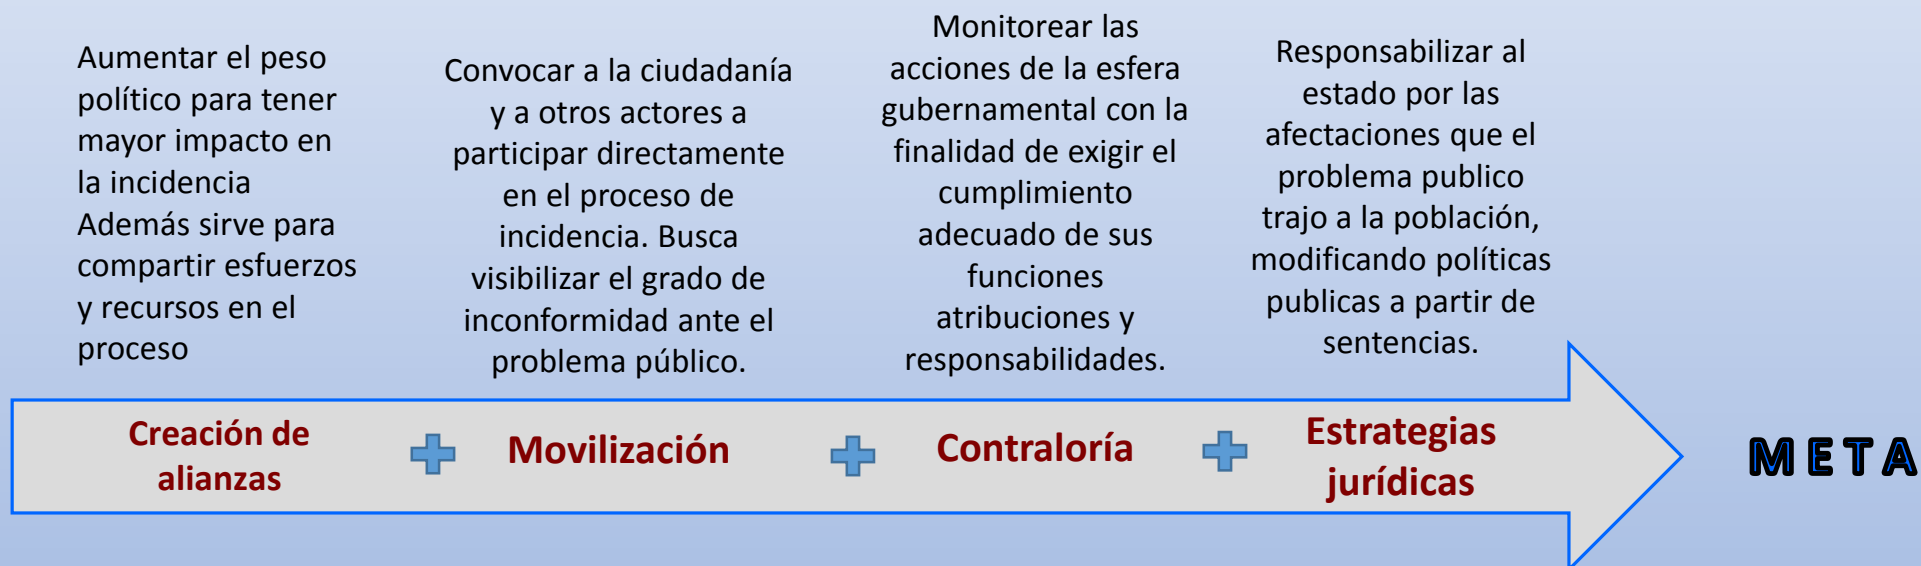 Aumentar el peso
político para tener
mayor impacto en
la incidencia
Además sirve para
compartir esfuerzos
y recursos en el
proceso
Convocar a la ciudadanía
y a otros actores a
participar directamente
en el proceso de
incidencia. Busca
visibilizar el grado de
inconformidad ante el
problema público.
Monitorear las
acciones de la esfera
gubernamental con la
finalidad de exigir el
cumplimiento
adecuado de sus
funciones
atribuciones y
responsabilidades.
Responsabilizar al
estado por las
afectaciones que el
problema publico
trajo a la población,
modificando políticas
publicas a partir de
sentencias.
Creación de
alianzas
Movilización
Contraloría
Estrategias
jurídicas
META